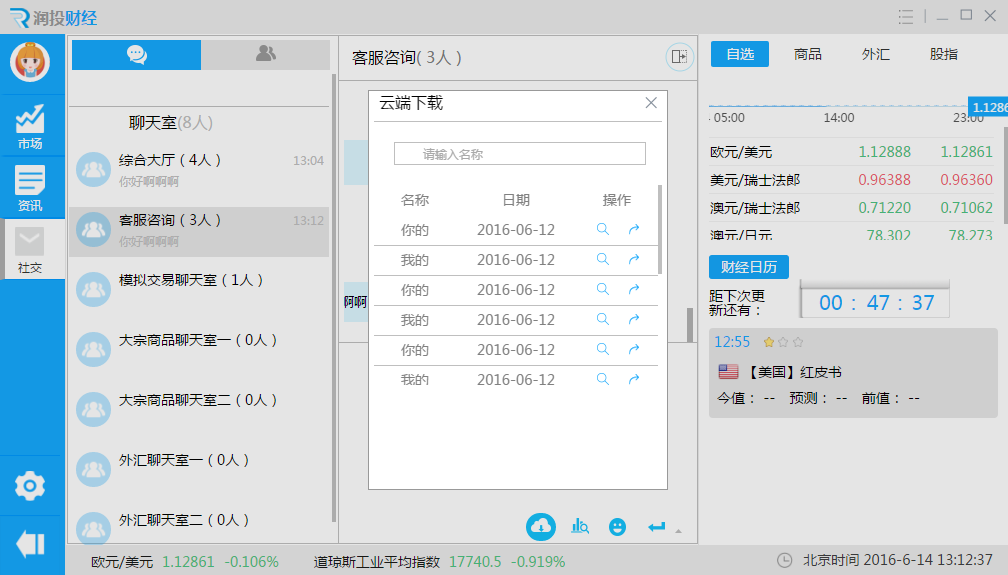 润投财经
市场
资讯
社交
聊天室(8人)
综合大厅(4人) 13:04
你好啊啊啊
客服咨询(3人) 13:12
你好啊啊啊
模拟交易聊天室(1人)
大宗商品聊天室一(0人)
大宗商品聊天室二(0人)
外汇聊天室一(0人)
外汇聊天室二(0人)
客服咨询(3人)
啊啊
云端下载
请输入名称
名称 日期 操作
你的 2016-06-12
我的 2016-06-12
你的 2016-06-12
我的 2016-06-12
你的 2016-06-12
我的 2016-06-12
自选 商品 外汇 股指
1.1286
05:00 14:00 23:00
欧元/美元 1.12888 1.12861
美元/瑞士法郎 0.96388 0.96360
澳元/瑞士法郎 0.71220 0.71062
澳元/日元 78.302 78.273
财经日历
距下次更
新还有：
00 : 47 : 37
12:55
【美国】红皮书
今值： -- 预测： -- 前值： --
欧元/美元 1.12861 -0.106% 道琼斯工业平均指数 17740.5 -0.919% 北京时间 2016-6-14 13:12:37